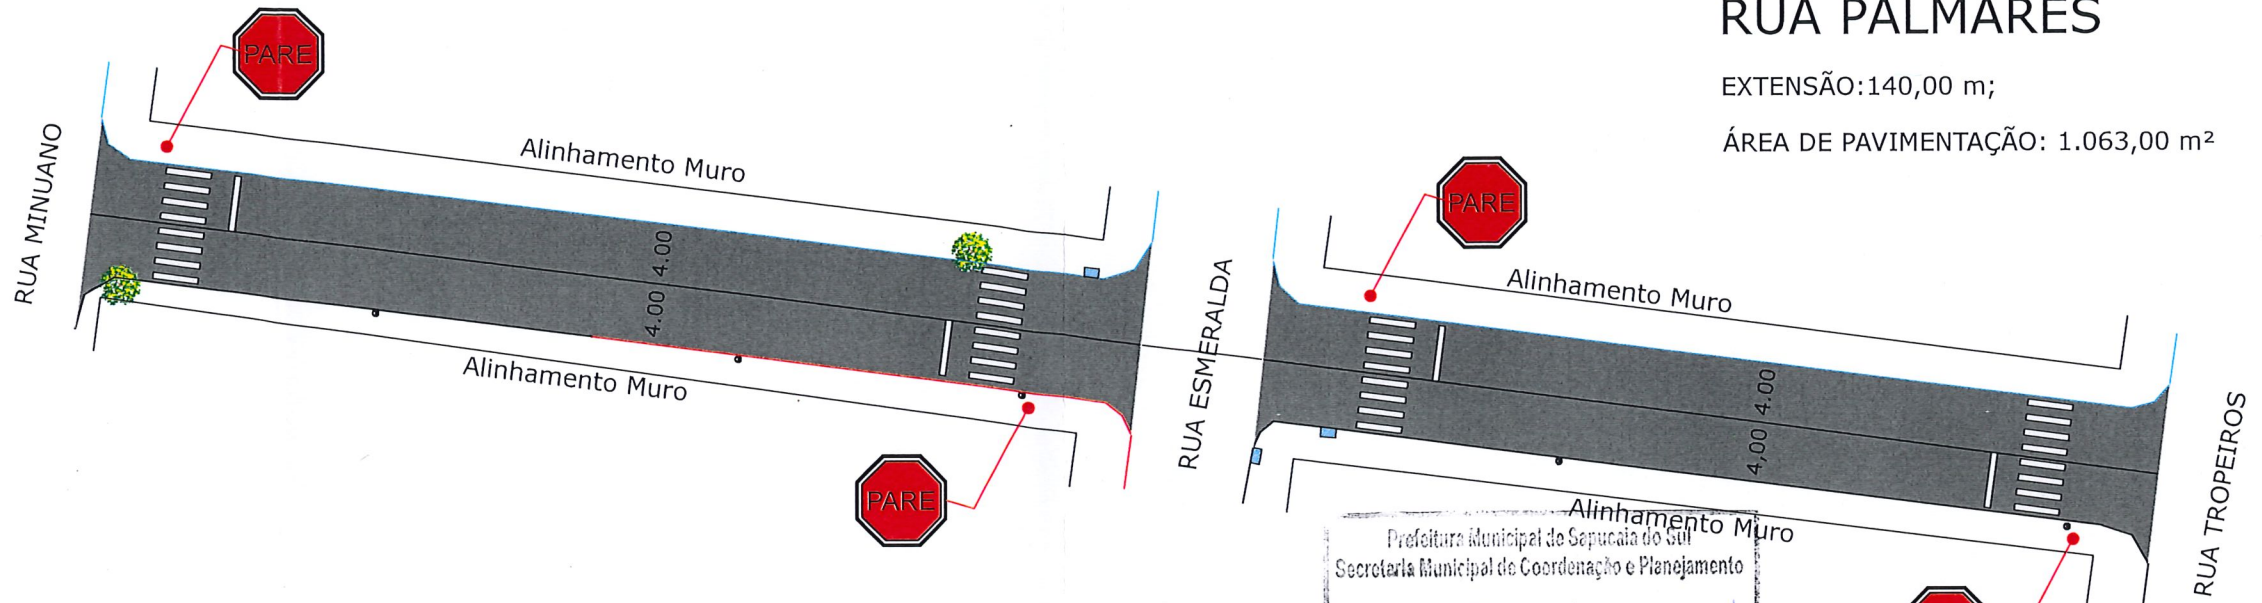 RUA PALMARES
EXTENSÃO:140,00 m;
ÁREA DE PAVIMENTAÇÃO: 1.063,00 m²
PARE
RUA MINUANO
Alinhamento Muro
4.00
4.00
Alinhamento Muro
PARE
RUA ESMERALDA
PARE
Alinhamento Muro
4.00
4,00
Alinhamento Muro
RUA TROPEIROS
Prefeitura Municipal de Sapucaia do Sul
Secretaria Municipal de Coordenação e Planejamento